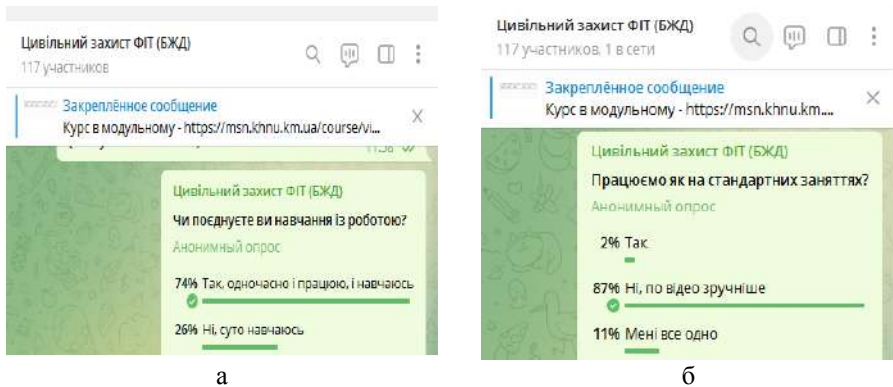 Цивільний захист ФІТ (БЖД)
117 участников
Закреплённое сообщение
Курс в модульному - https://msn.khnu.km.ua/course/vi...
11:58
Цивільний захист ФІТ (БЖД)
Чи поєднуєте ви навчання із роботою?
Анонимный опрос
74% Так, одночасно і працюю, і навчаюсь
26% Ні, суто навчаюсь
а
Цивільний захист ФІТ (БЖД)
117 участников, 1 в сети
Закреплённое сообщение
Курс в модульному - https://msn.khnu.km....
Цивільний захист ФІТ (БЖД)
Працюємо як на стандартних заняттях?
Анонимный опрос
2% Так
87% Ні, по відео зручніше
11% Мені все одно
б